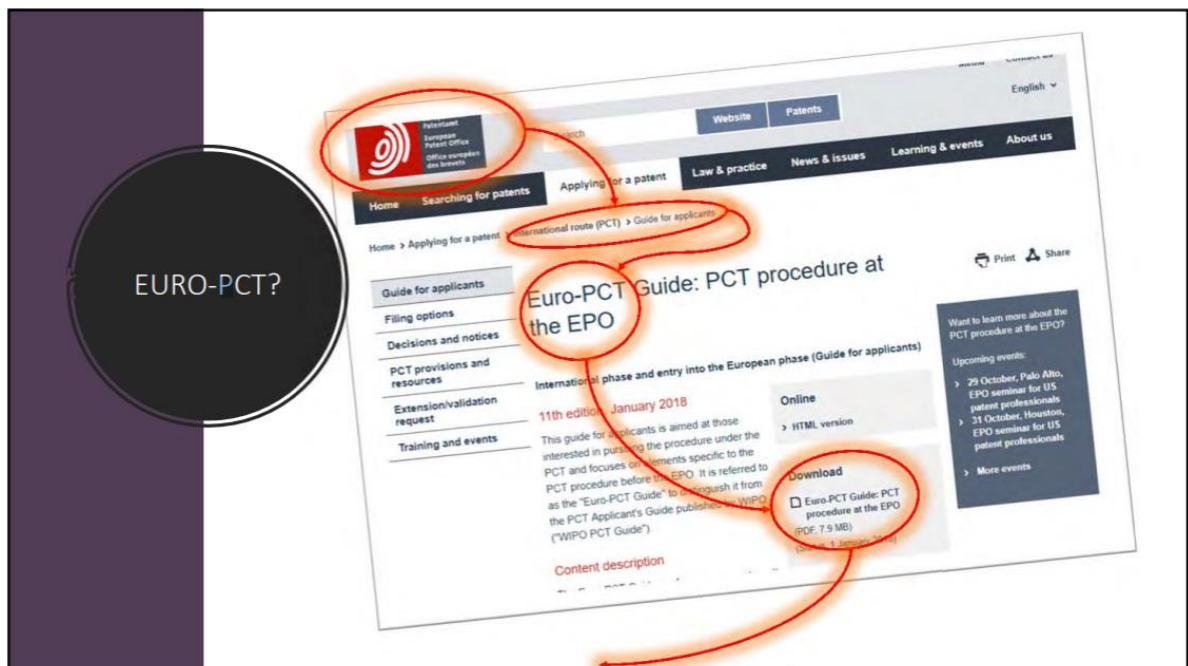 EURO-PCT?
Contact us
English
Patentamt
European
Patent Office
Office européen
des brevets
Search
Website
Patents
Home
Searching for patents
Applying for a patent
Law & practice
News & issues
Learning & events
About us
Home > Applying for a patent > International route (PCT) > Guide for applicants
Guide for applicants
Filing options
Decisions and notices
PCT provisions and
resources
Extension/validation
request
Training and events
Print
Share
Euro-PCT Guide: PCT procedure at
the EPO
International phase and entry into the European phase (Guide for applicants)
11th edition, January 2018
This guide for applicants is aimed at those
interested in pursuing the procedure under the
PCT and focuses on elements specific to the
PCT procedure before the EPO. It is referred to
as the "Euro-PCT Guide" to distinguish it from
the PCT Applicant's Guide published by WIPO
("WIPO PCT Guide").
Content description
Online
> HTML version
Download
Euro-PCT Guide: PCT
procedure at the EPO
(PDF, 7.9 MB)
1 January
Want to learn more about the
PCT procedure at the EPO?
Upcoming events:
> 29 October, Palo Alto,
EPO seminar for US
patent professionals
> 31 October, Houston,
EPO seminar for US
patent professionals
> More events